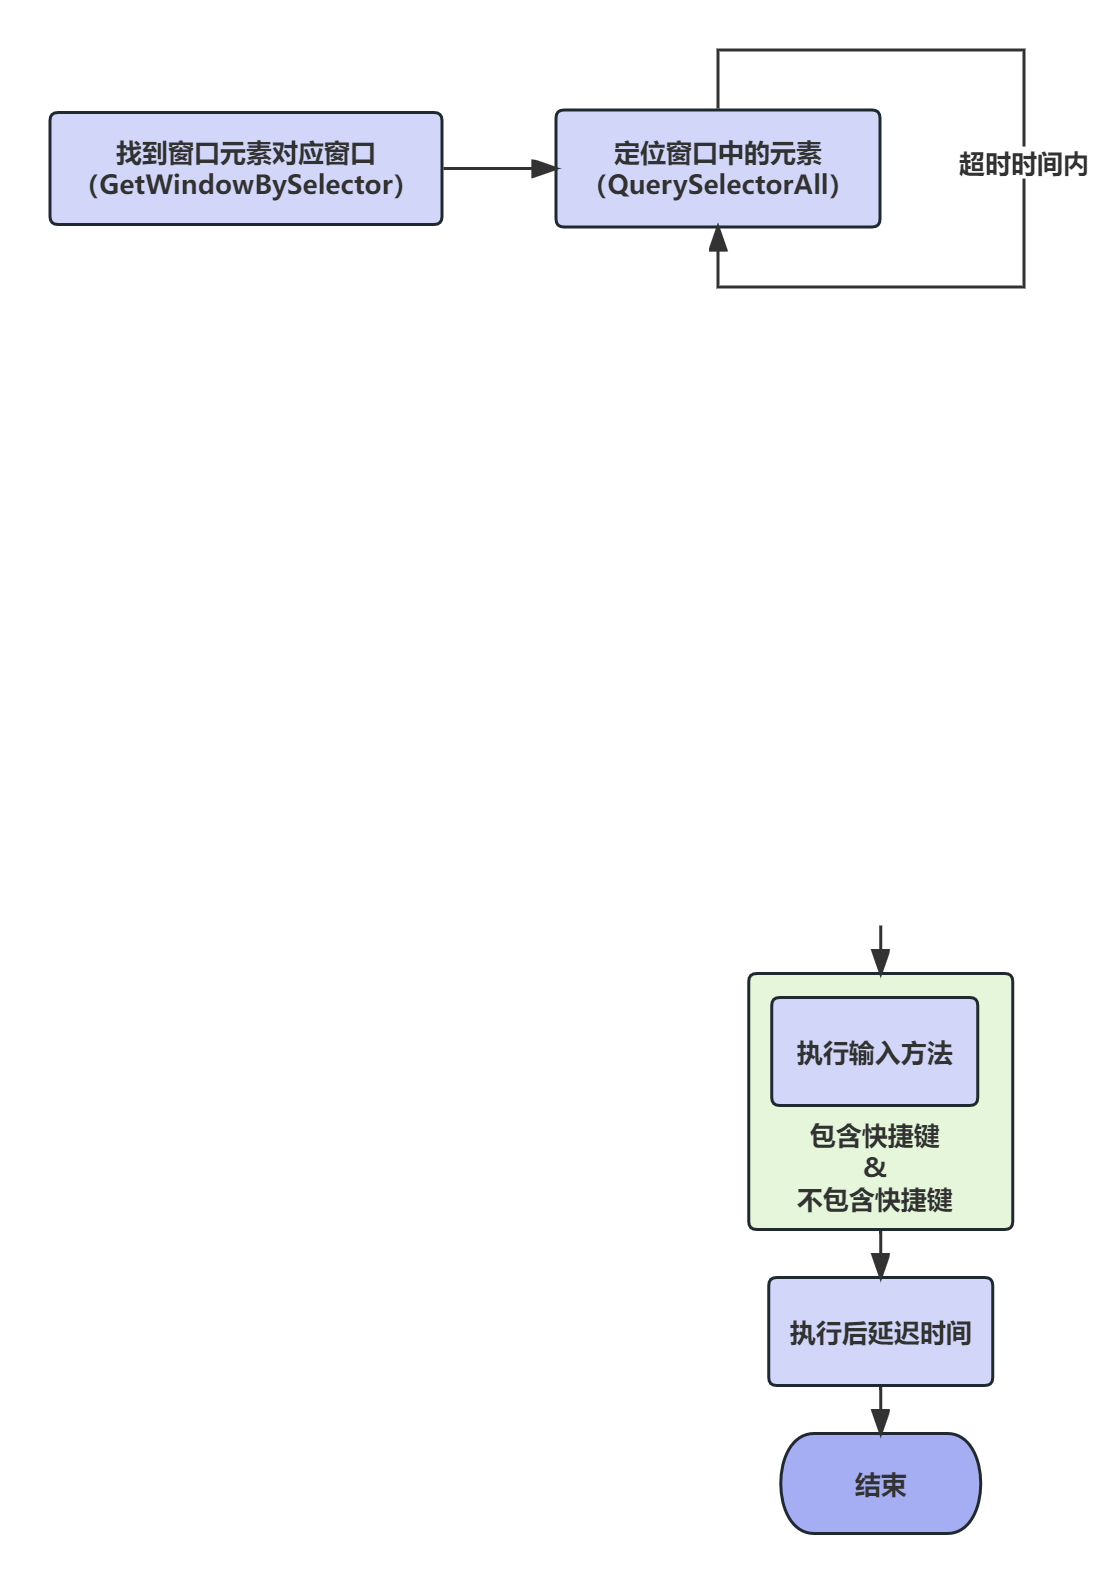 找到窗口元素对应窗口
（GetWindowBySelector）
定位窗口中的元素
（QuerySelectorAll）
超时时间内
执行输入方法
包含快捷键
&
不包含快捷键
执行后延迟时间
结束